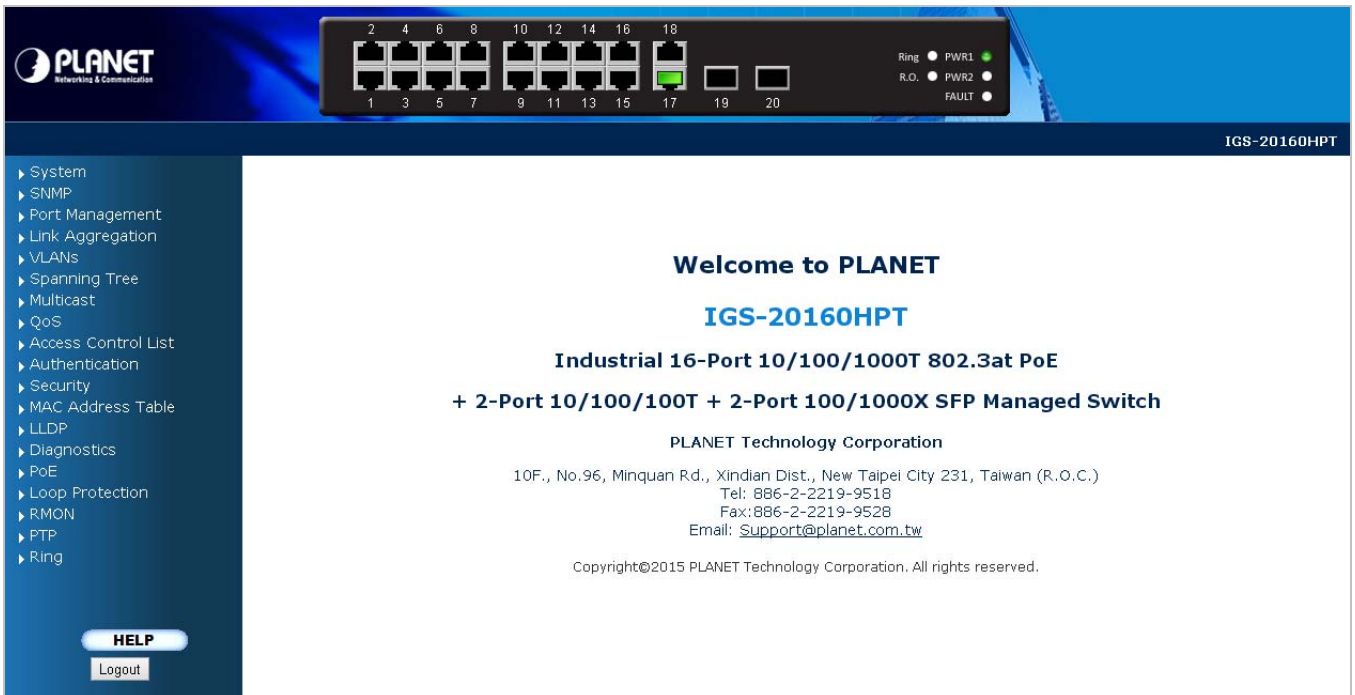 PLANET
Networking & Communication
2 4 6 8 10 12 14 16 18
Ring PWR1
R.O. PWR2
FAULT
1 3 5 7 9 11 13 15 17 19 20
IGS-20160HPT
System
SNMP
Port Management
Link Aggregation
VLANs
Spanning Tree
Multicast
QoS
Access Control List
Authentication
Security
MAC Address Table
LLDP
Diagnostics
PoE
Loop Protection
RMON
PTP
Ring
HELP
Logout
Welcome to PLANET
IGS-20160HPT
Industrial 16-Port 10/100/1000T 802.3at PoE
+ 2-Port 10/100/100T + 2-Port 100/1000X SFP Managed Switch
PLANET Technology Corporation
10F., No.96, Minquan Rd., Xindian Dist., New Taipei City 231, Taiwan (R.O.C.)
Tel: 886-2-2219-9518
Fax:886-2-2219-9528
Email: Support@planet.com.tw
Copyright©2015 PLANET Technology Corporation. All rights reserved.